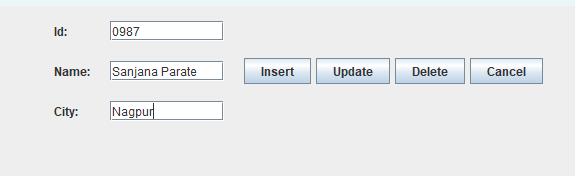 Id: 0987
Name: Sanjana Parate Insert Update Delete Cancel
City: Nagpur